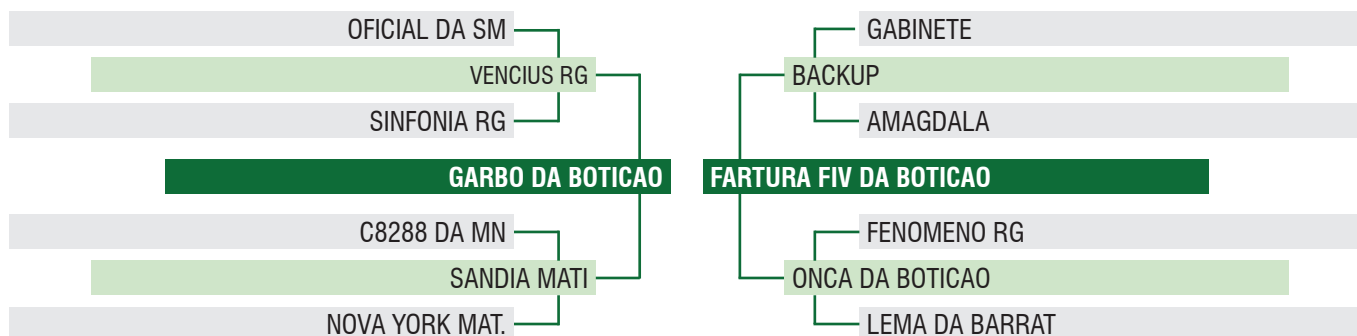 OFICIAL DA SM
GABINETE
VENCIUS RG
BACKUP
SINFONIA RG
AMAGDALA
GARBO DA BOTICAO
FARTURA FIV DA BOTICAO
C8288 DA MN
FENOMENO RG
SANDIA MATI
ONCA DA BOTICAO
NOVA YORK MAT.
LEMA DA BARRAT